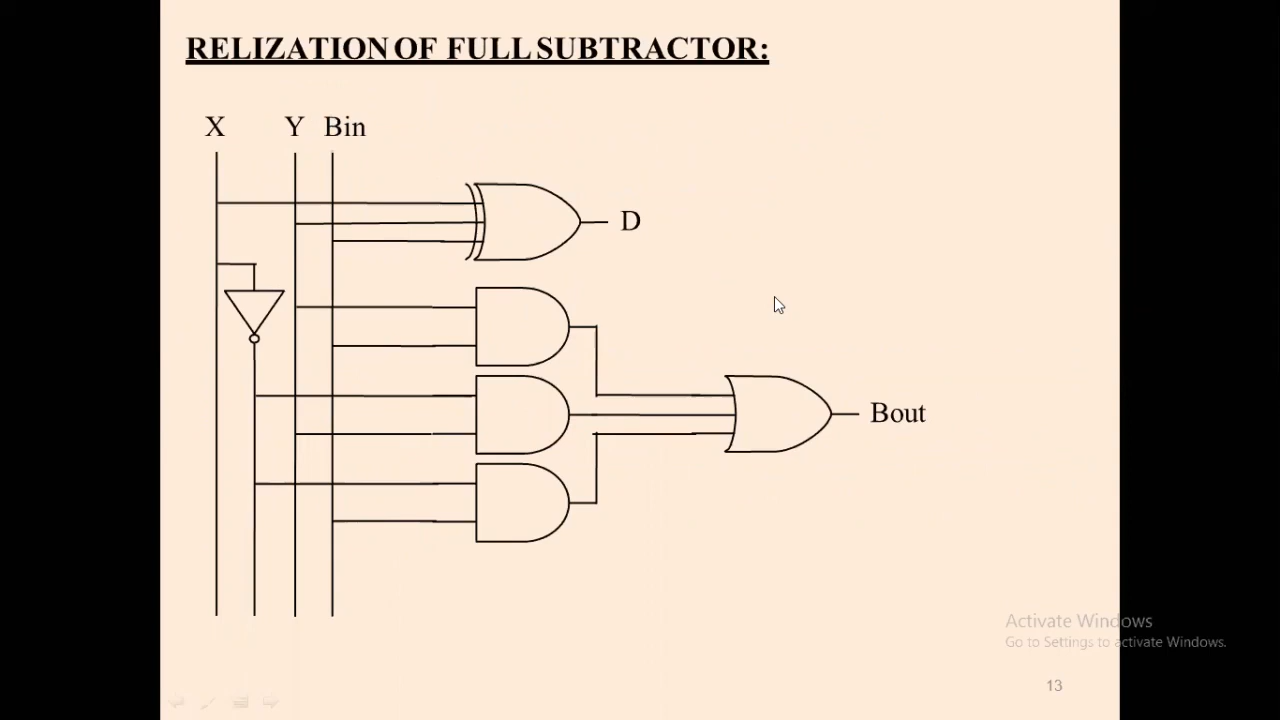 RELIZATION OF FULL SUBTRACTOR:
X Y Bin
D
Bout
Activate Windows
Go to Settings to activate Windows.
13